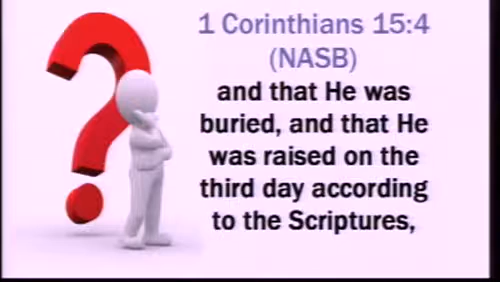 1 Corinthians 15:4
(NASB)
and that He was
buried, and that He
was raised on the
third day according
to the Scriptures,